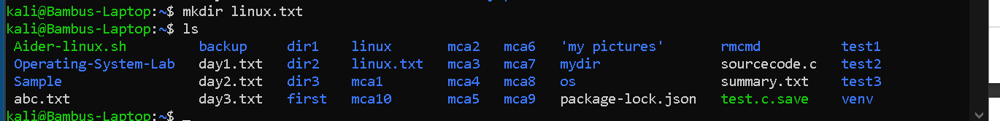 kali@Bambus-Laptop:~$ mkdir linux.txt
kali@Bambus-Laptop:~$ ls
Aider-linux.sh backup dir1 linux mca2 mca6 'my pictures' rmcmd test1
Operating-System-Lab day1.txt dir2 linux.txt mca3 mca7 mydir sourcecode.c test2
Sample day2.txt dir3 mca1 mca4 mca8 os summary.txt test3
abc.txt day3.txt first mca10 mca5 mca9 package-lock.json test.c.save venv
kali@Bambus-Laptop:~$ _